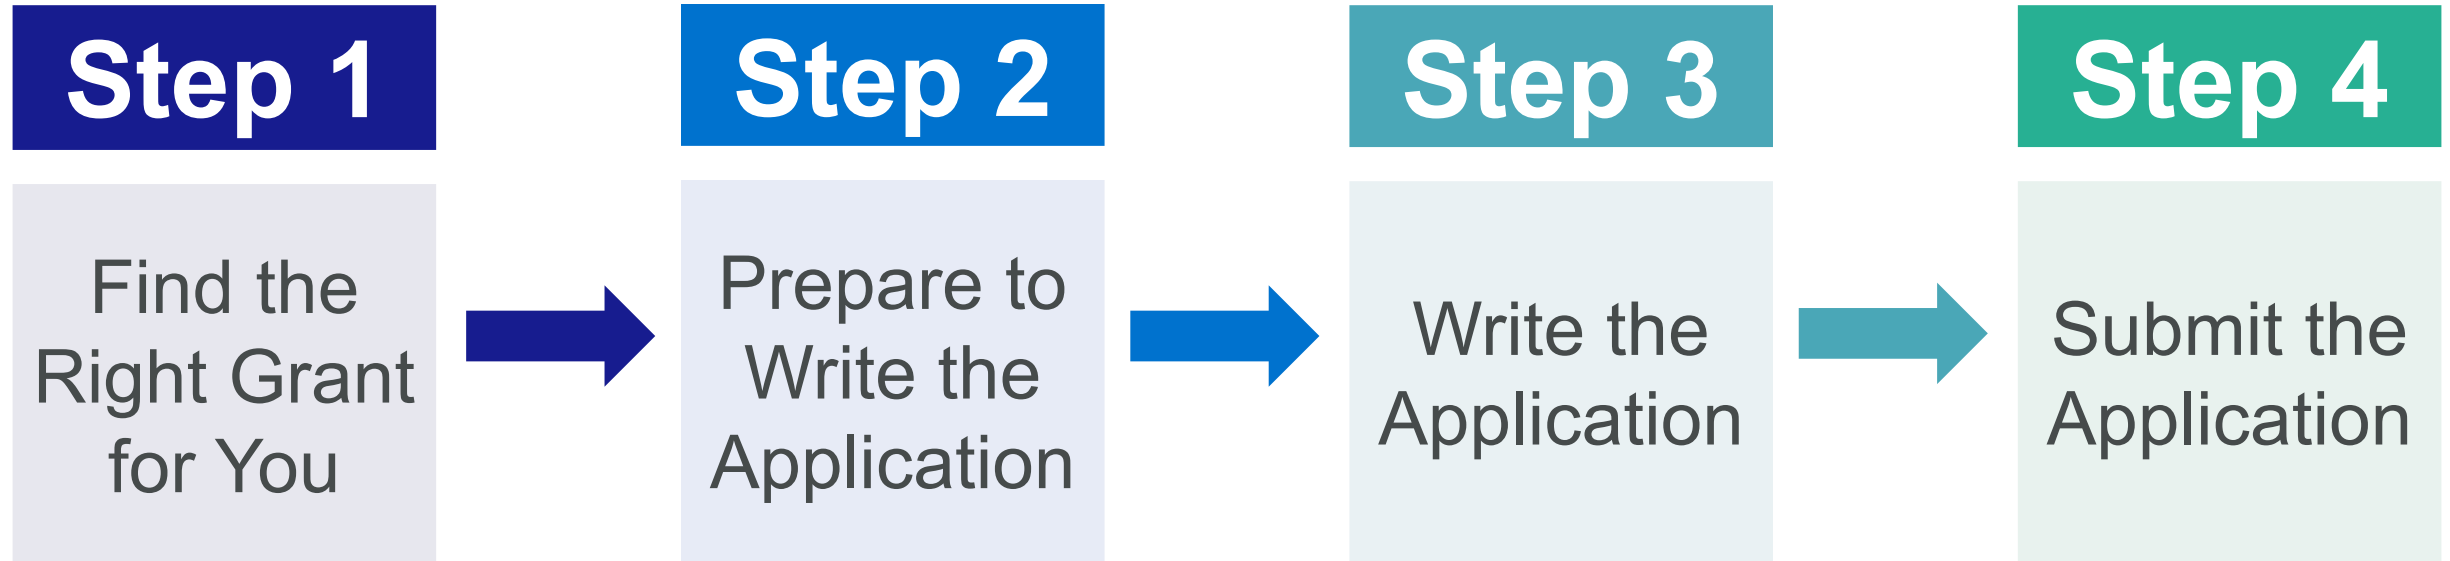 Step 1
Find the
Right Grant
for You
Step 2
Prepare to
Write the
Application
Step 3
Write the
Application
Step 4
Submit the
Application